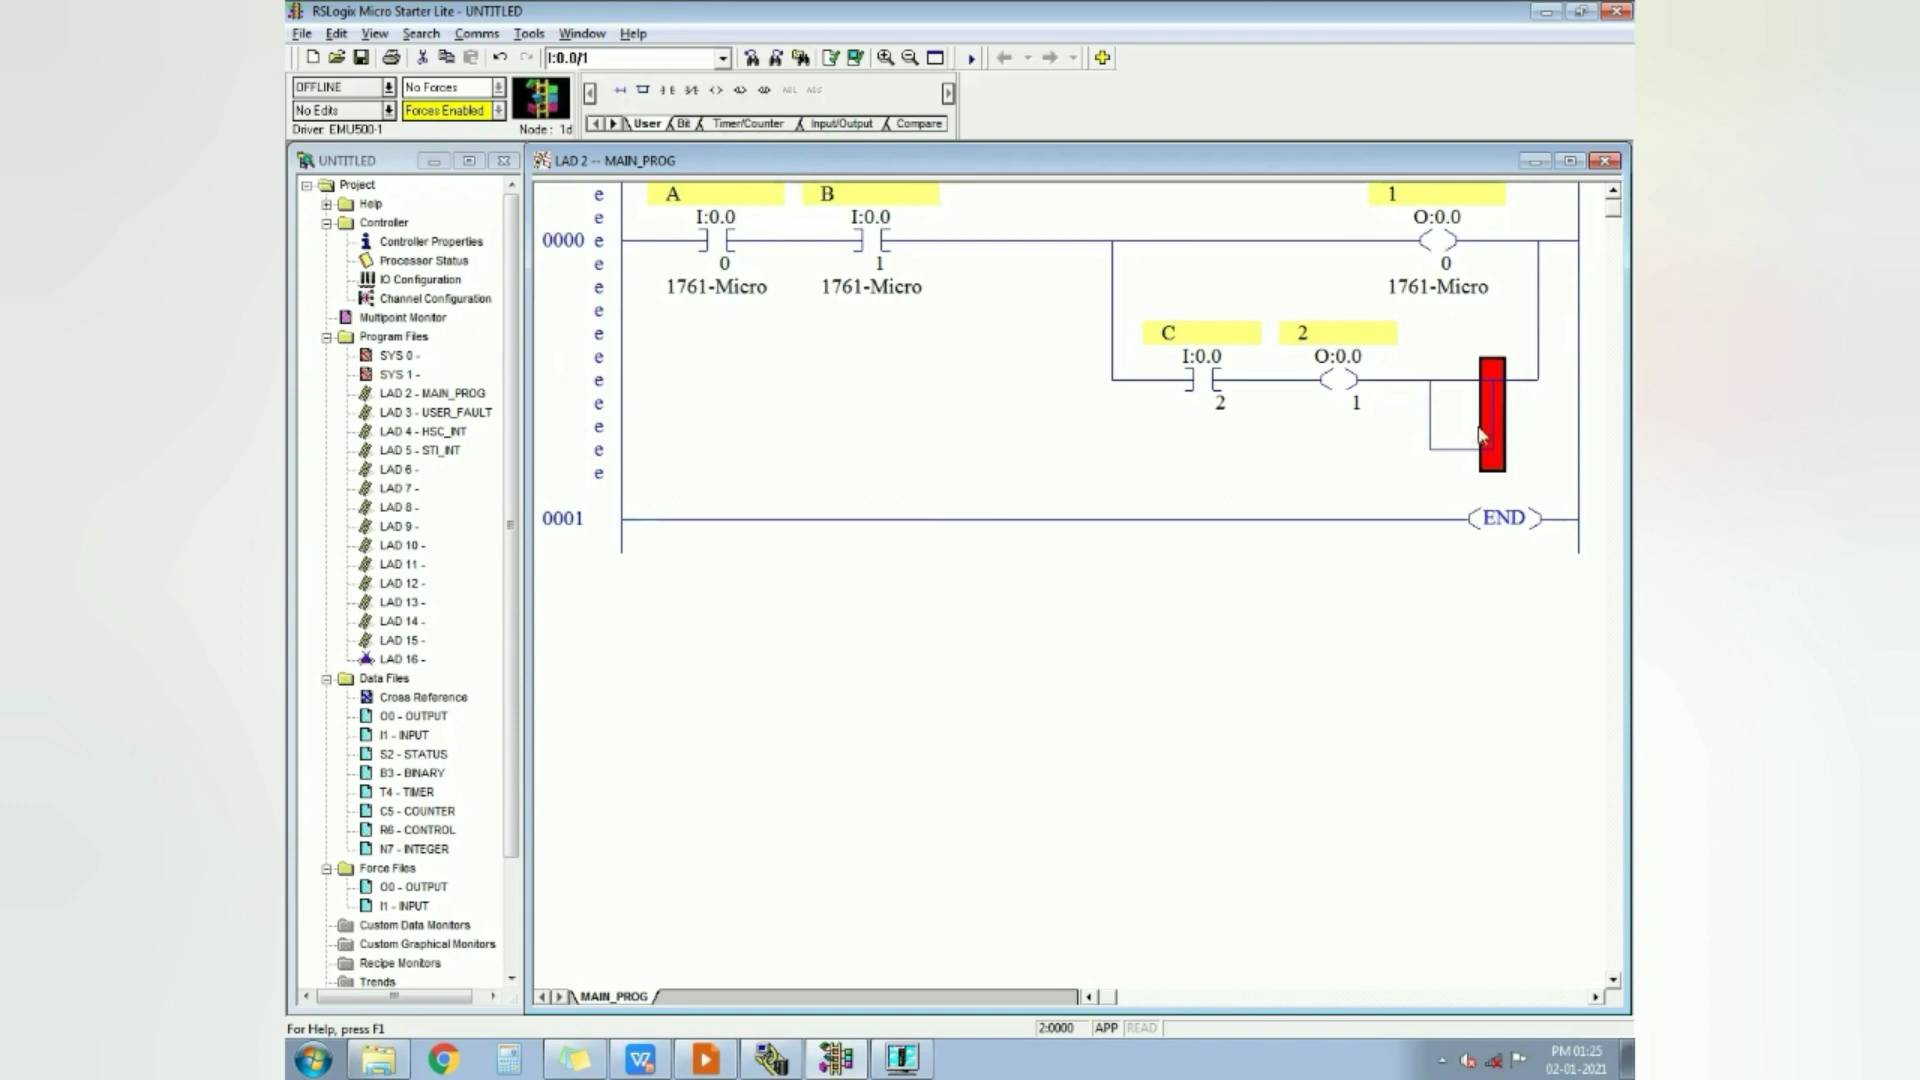 RSLogix Micro Starter Lite - UNTITLED
File Edit View Search Comms Tools Window Help
I:0.0/1
OFFLINE No Forces
No Edits Forces Enabled
Driver: EMU500-1 Node: 1d
User Bit Timer/Counter Input/Output Compare
UNTITLED
Project
Help
Controller
Controller Properties
Processor Status
IO Configuration
Channel Configuration
Multipoint Monitor
Program Files
SYS 0 -
SYS 1 -
LAD 2 - MAIN_PROG
LAD 3 - USER_FAULT
LAD 4 - HSC_INT
LAD 5 - STI_INT
LAD 6 -
LAD 7 -
LAD 8 -
LAD 9 -
LAD 10 -
LAD 11 -
LAD 12 -
LAD 13 -
LAD 14 -
LAD 15 -
LAD 16 -
Data Files
Cross Reference
O0 - OUTPUT
I1 - INPUT
S2 - STATUS
B3 - BINARY
T4 - TIMER
C5 - COUNTER
R6 - CONTROL
N7 - INTEGER
Force Files
O0 - OUTPUT
I1 - INPUT
Custom Data Monitors
Custom Graphical Monitors
Recipe Monitors
Trends
LAD 2 -- MAIN_PROG
e A B 1
e I:0.0 I:0.0 O:0.0
0000 e
e 0 1 0
e 1761-Micro 1761-Micro 1761-Micro
e
e C 2
e I:0.0 O:0.0
e
e 2 1
e
e
e
0001 END
MAIN_PROG
For Help, press F1
2:0000 APP READ
PM 01:25
02-01-2021